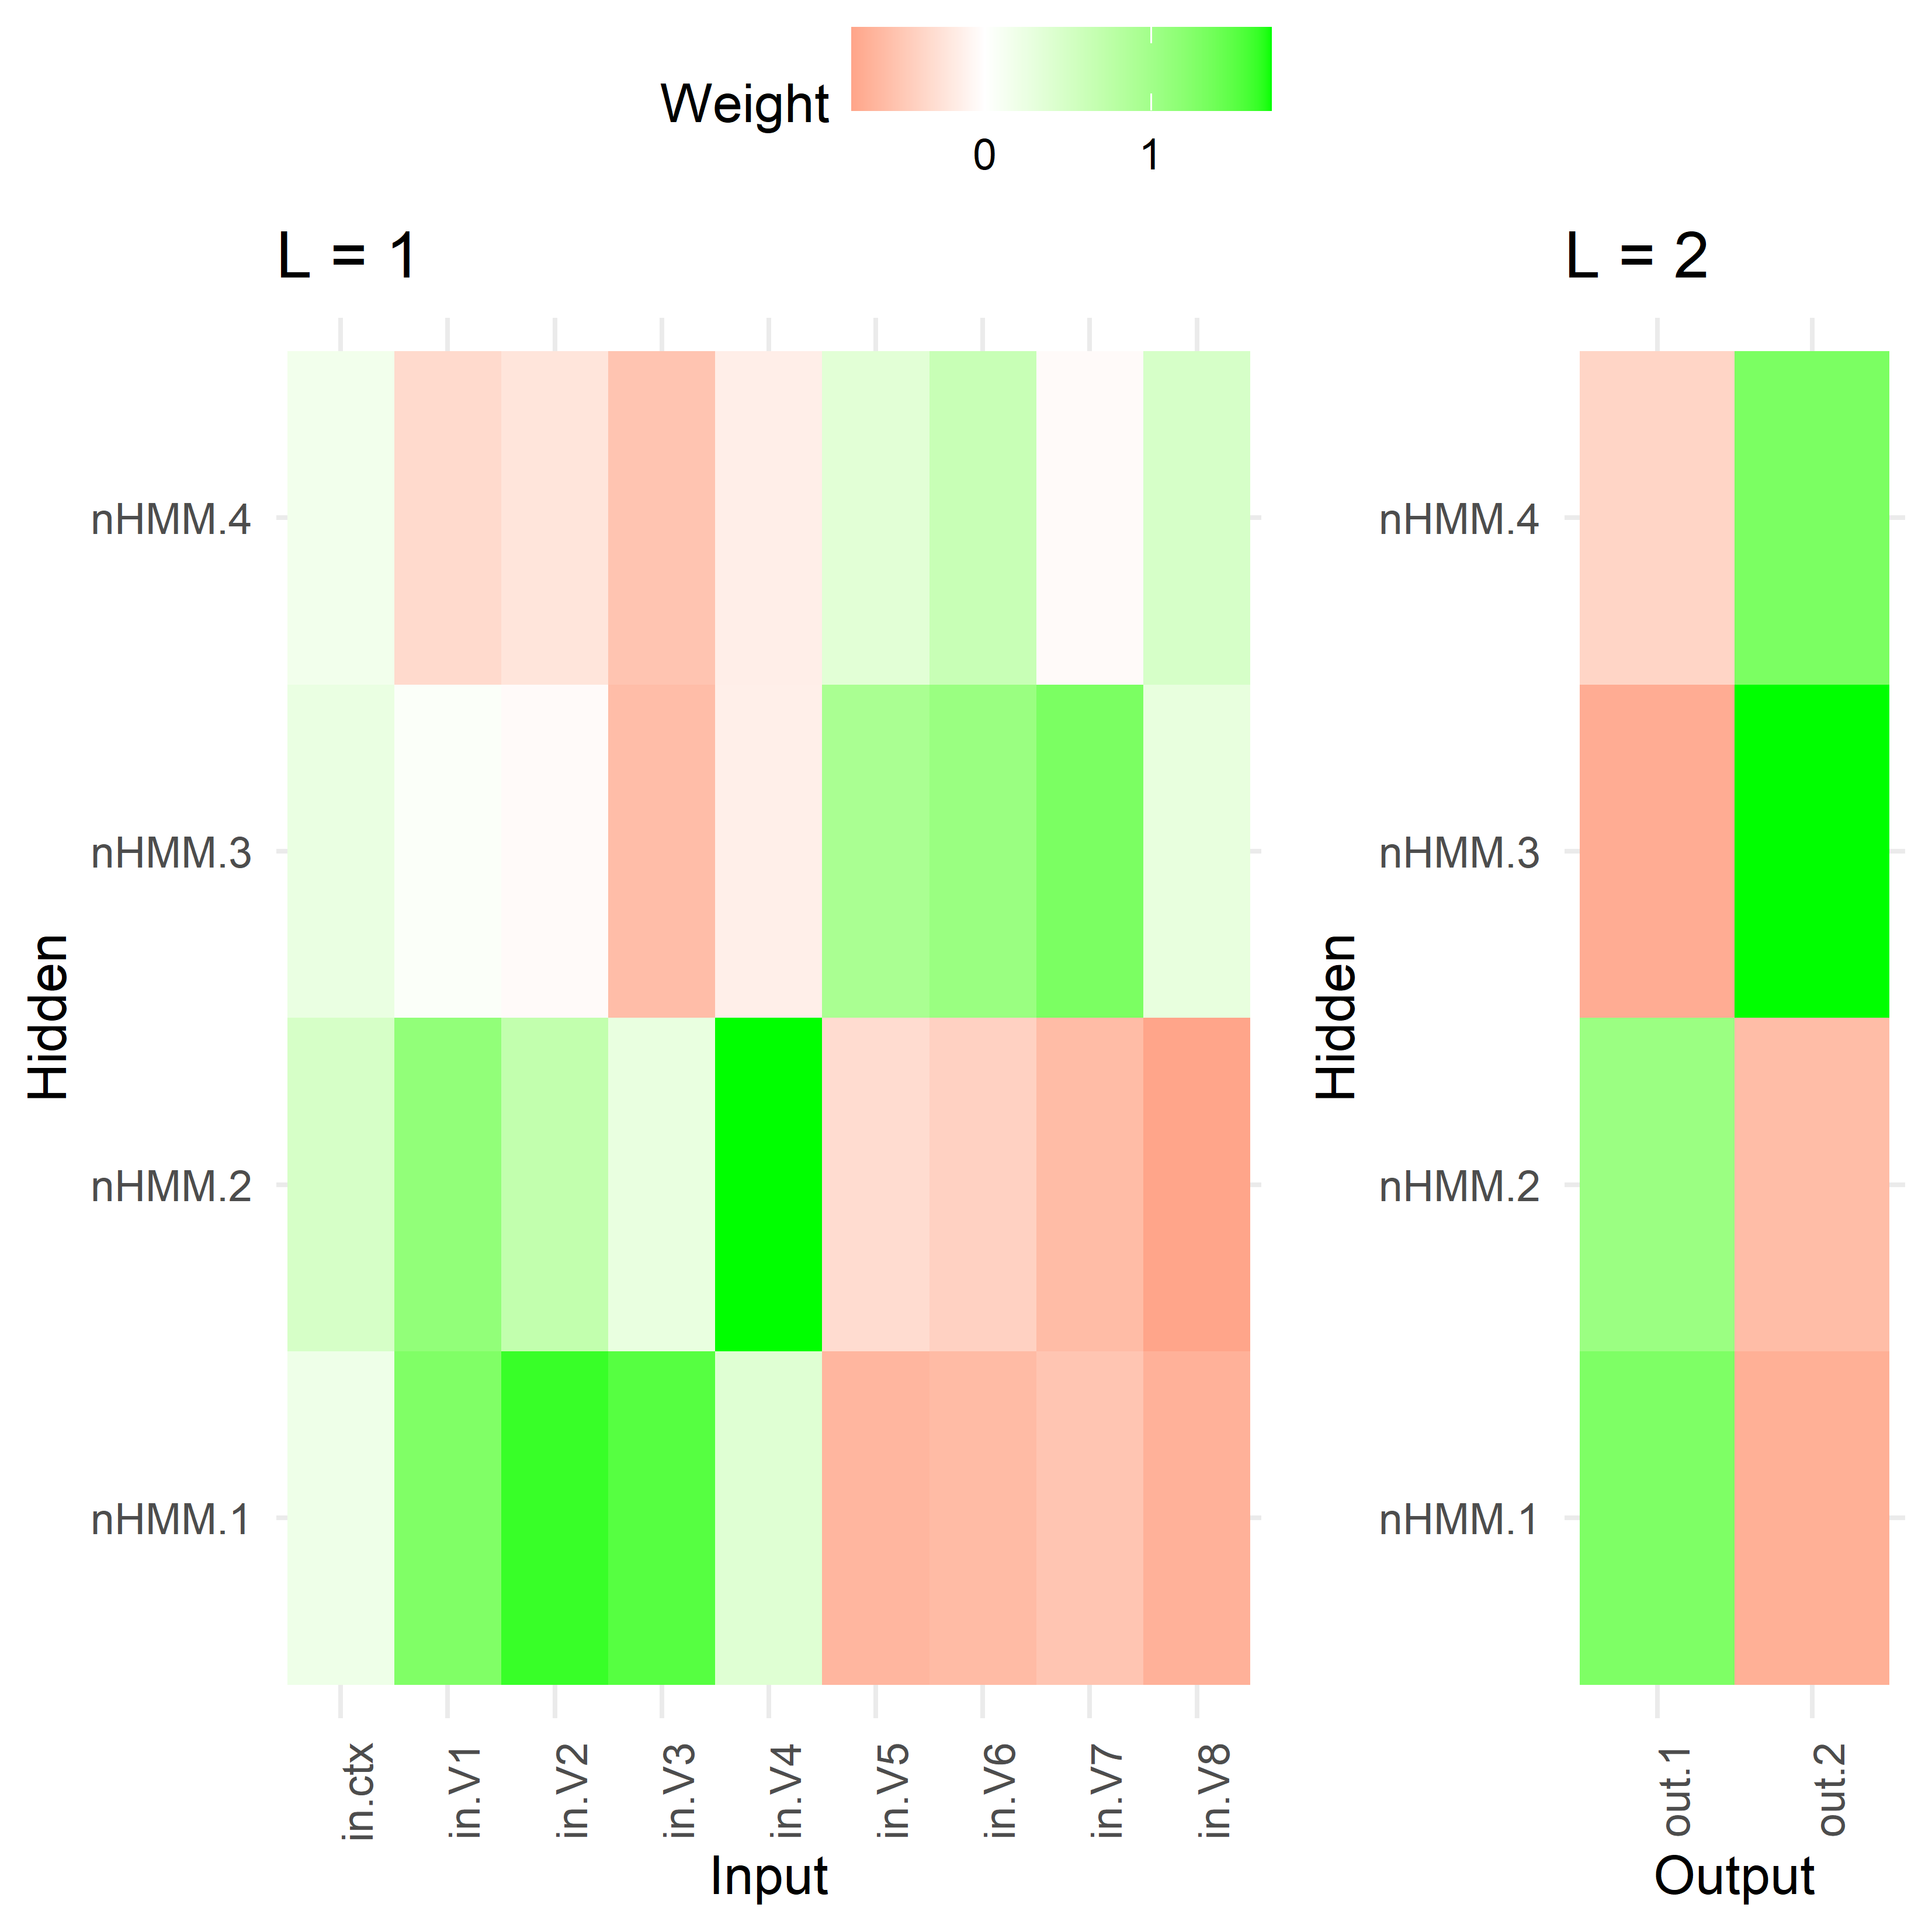 Weight
0 1
L = 1
L = 2
nHMM.4
nHMM.3
nHMM.2
nHMM.1
Hidden
in.ctx
in.V1
in.V2
in.V3
in.V4
in.V5
in.V6
in.V7
in.V8
Input
nHMM.4
nHMM.3
nHMM.2
nHMM.1
Hidden
out.1
out.2
Output